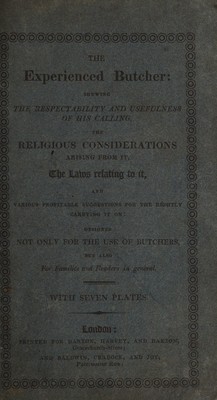 THE
Experienced Butcher:
SHEWING
THE RESPECTABILITY AND USEFULNESS
OF HIS CALLING,
THE
RELIGIOUS CONSIDERATIONS
ARISING FROM IT,
The Laws relating to it,
AND
VARIOUS PROFITABLE SUGGESTIONS FOR THE RIGHTLY
CARRYING IT ON:
DESIGNED
NOT ONLY FOR THE USE OF BUTCHERS,
BUT ALSO
For Families and Readers in general.
WITH SEVEN PLATES.
London:
PRINTED FOR DARTON, HARVEY, AND DARTON,
AND BALDWIN, CRADOCK, AND JOY,
Paternoster Row.